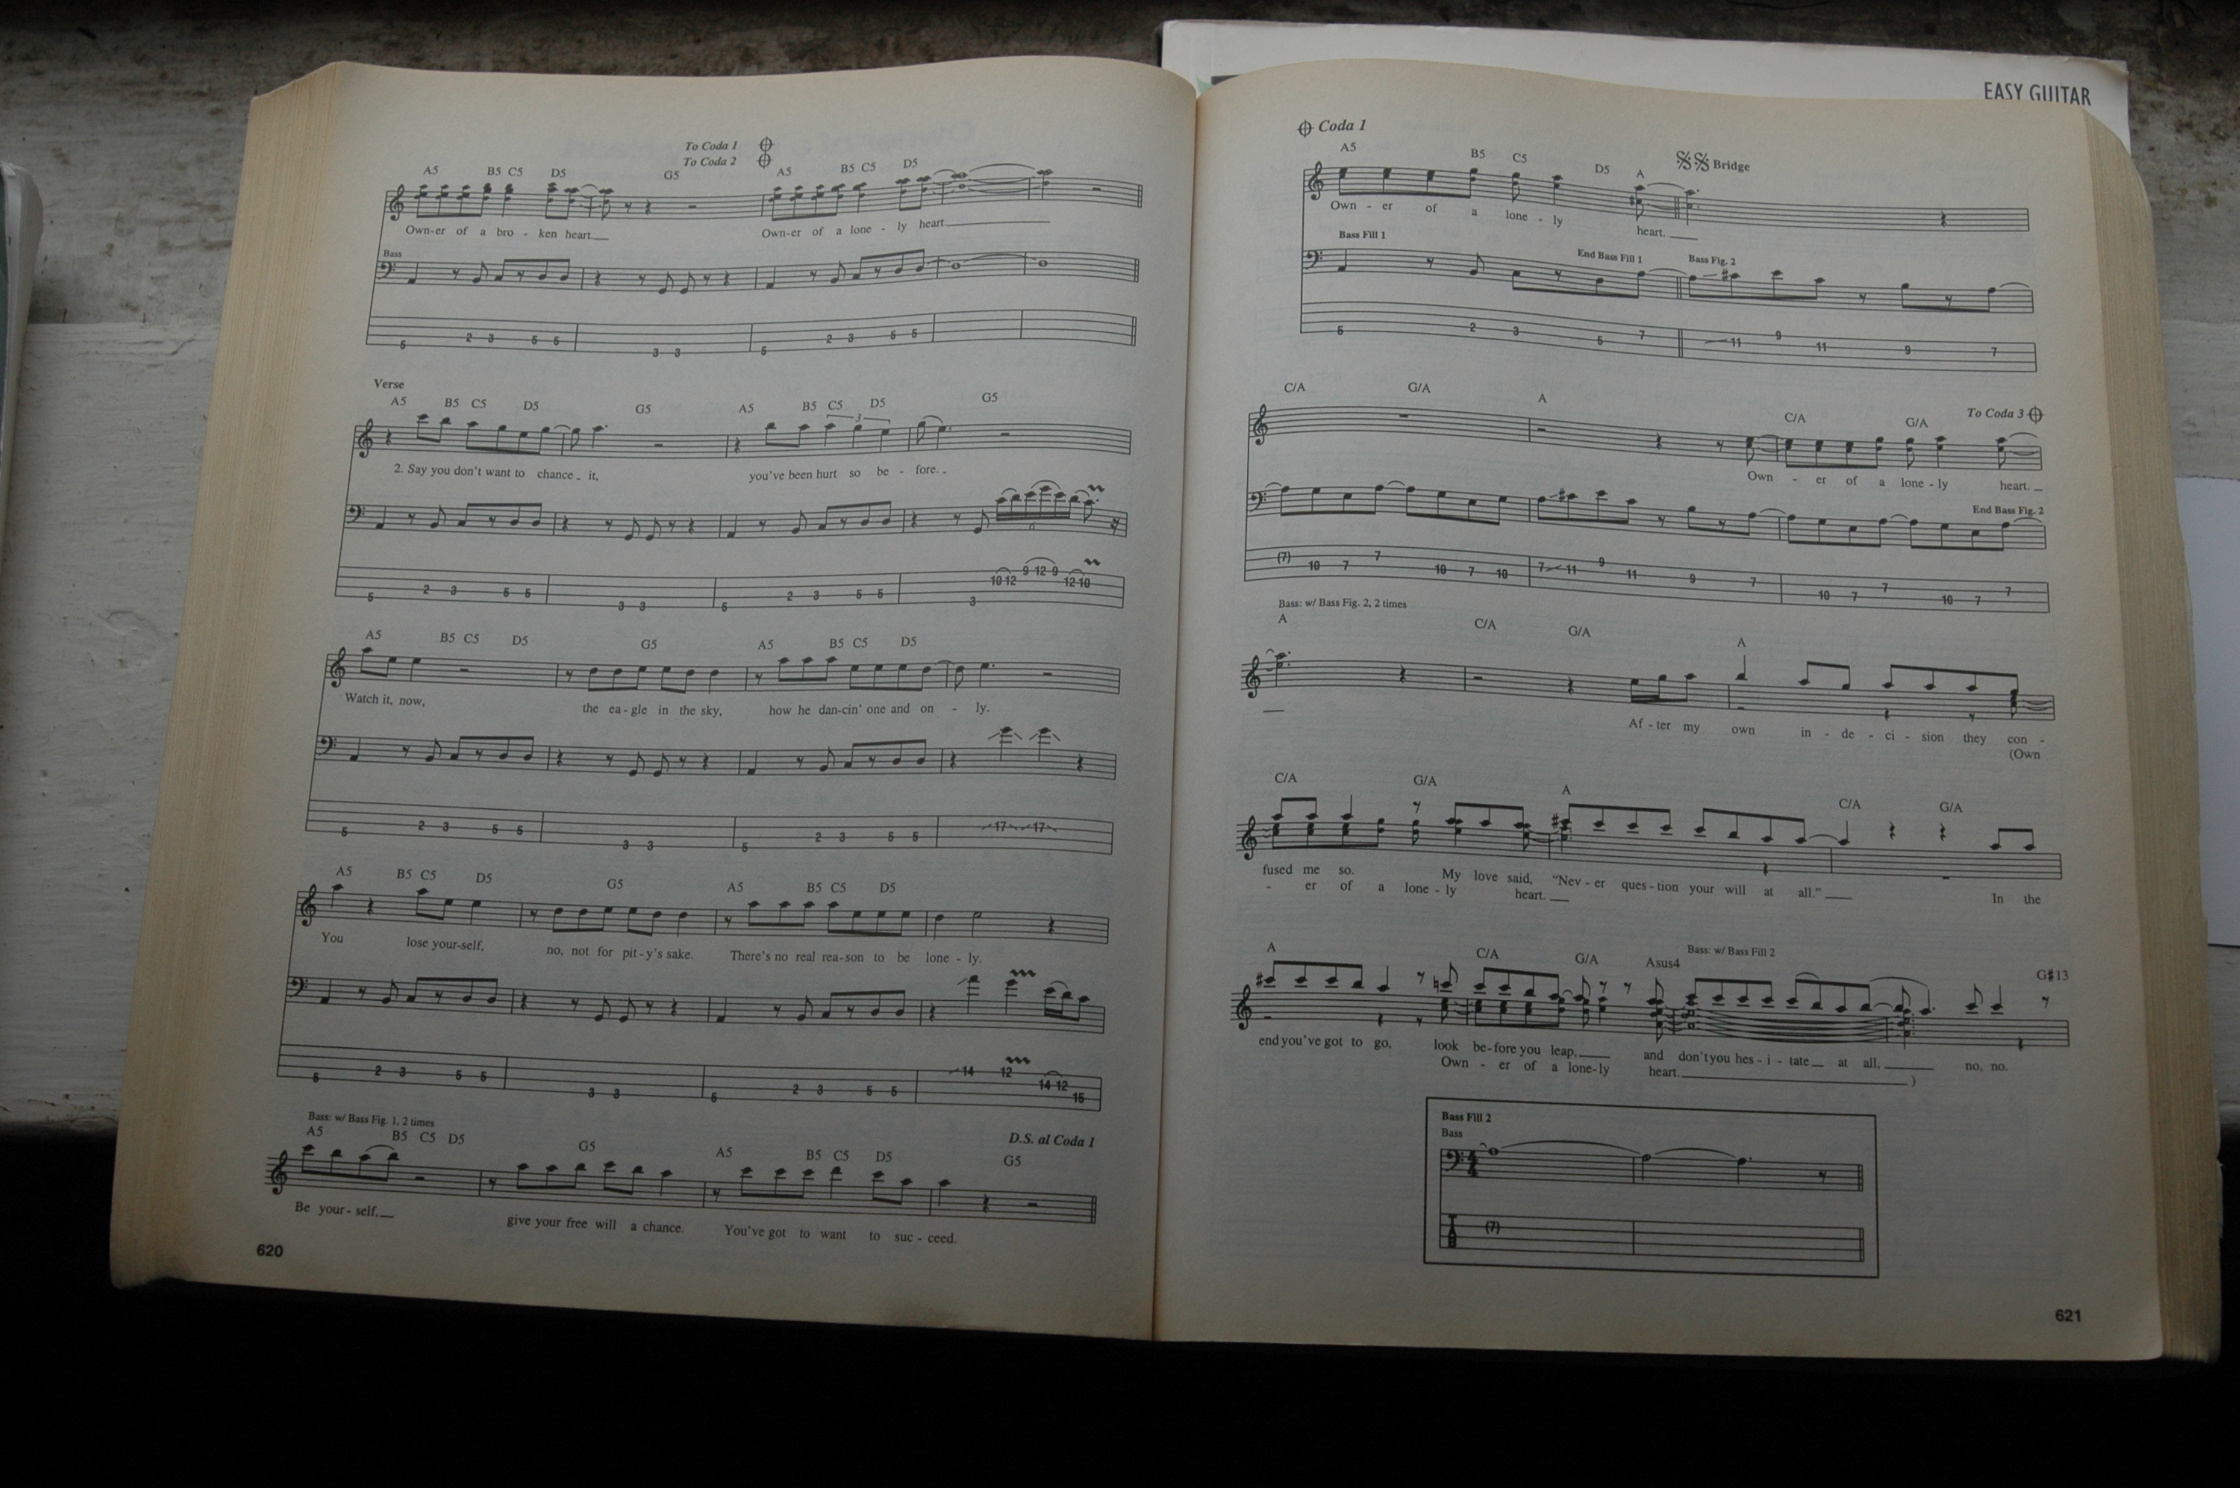 EASY GUITAR
To Coda 1
To Coda 2
A5 B5 C5 D5 G5 A5 B5 C5 D5
Own-er of a bro - ken heart. Own-er of a lone - ly heart.
Bass
5 2 3 5 5 3 3 5 2 3 5 5
Verse
A5 B5 C5 D5 G5 A5 B5 C5 D5 G5
3
2. Say you don't want to chance - it, you've been hurt so be - fore.
6
5 2 3 5 5 3 3 5 2 3 5 5 3 10 12 9 12 9 12 10
A5 B5 C5 D5 G5 A5 B5 C5 D5
Watch it, now, the ea - gle in the sky, how he dan-cin' one and on - ly.
5 2 3 5 5 3 3 5 2 3 5 5 17 17
A5 B5 C5 D5 G5 A5 B5 C5 D5
You lose your-self, no, not for pit - y's sake. There's no real rea-son to be lone - ly.
5 2 3 5 5 3 3 5 2 3 5 5 14 12 14 12 15
Bass: w/ Bass Fig. 1, 2 times
D.S. al Coda 1
A5 B5 C5 D5 G5 A5 B5 C5 D5 G5
Be your - self, give your free will a chance. You've got to want to suc - ceed.
620
Coda 1
A5 B5 C5 D5 A Bridge
Own - er of a lone - ly heart.
Bass Fill 1 End Bass Fill 1 Bass Fig. 2
5 2 3 5 7 11 9 11 9 7
C/A G/A A C/A G/A To Coda 3
Own - er of a lone - ly heart.
End Bass Fig. 2
(7) 10 7 7 10 7 10 7 11 9 11 9 7 10 7 7 10 7 7
Bass: w/ Bass Fig. 2, 2 times
A C/A G/A A
Af - ter my own in - de - ci - sion they con -
(Own
C/A G/A A C/A G/A
fused me so. My love said, "Nev - er ques - tion your will at all." In the
- er of a lone - ly heart.
Bass: w/ Bass Fill 2
A C/A G/A Asus4 G♯13
end you've got to go, look be - fore you leap, and don't you hes - i - tate at all, no, no.
Own - er of a lone - ly heart. )
Bass Fill 2
Bass
4
4
(7)
T
A
B
621